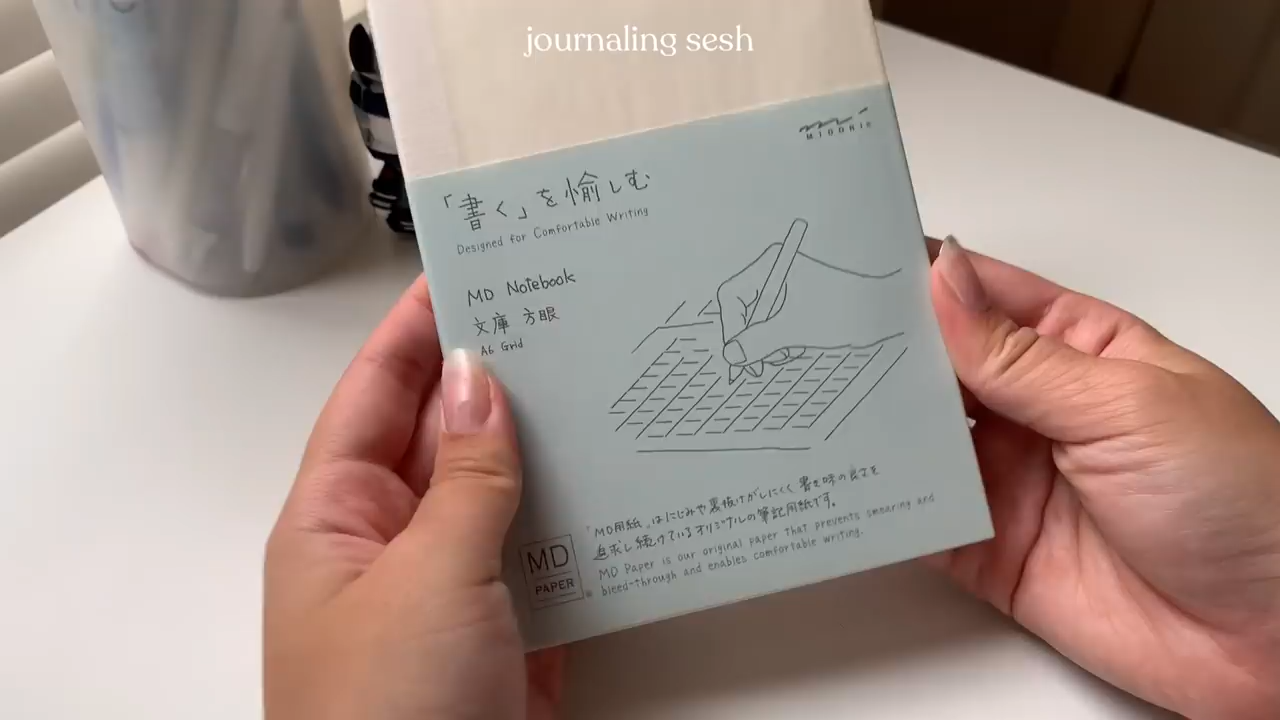 journaling sesh
MIDORI
「書く」を愉しむ
Designed for Comfortable Writing
MD Notebook
文庫 方眼
A6 Grid
「MD用紙」はにじみや裏抜けがしにくく 書き味の良さを
追求し続けているオリジナルの筆記用紙です。
MD Paper is our original paper that prevents smearing and
bleed-through and enables comfortable writing.
MD
PAPER